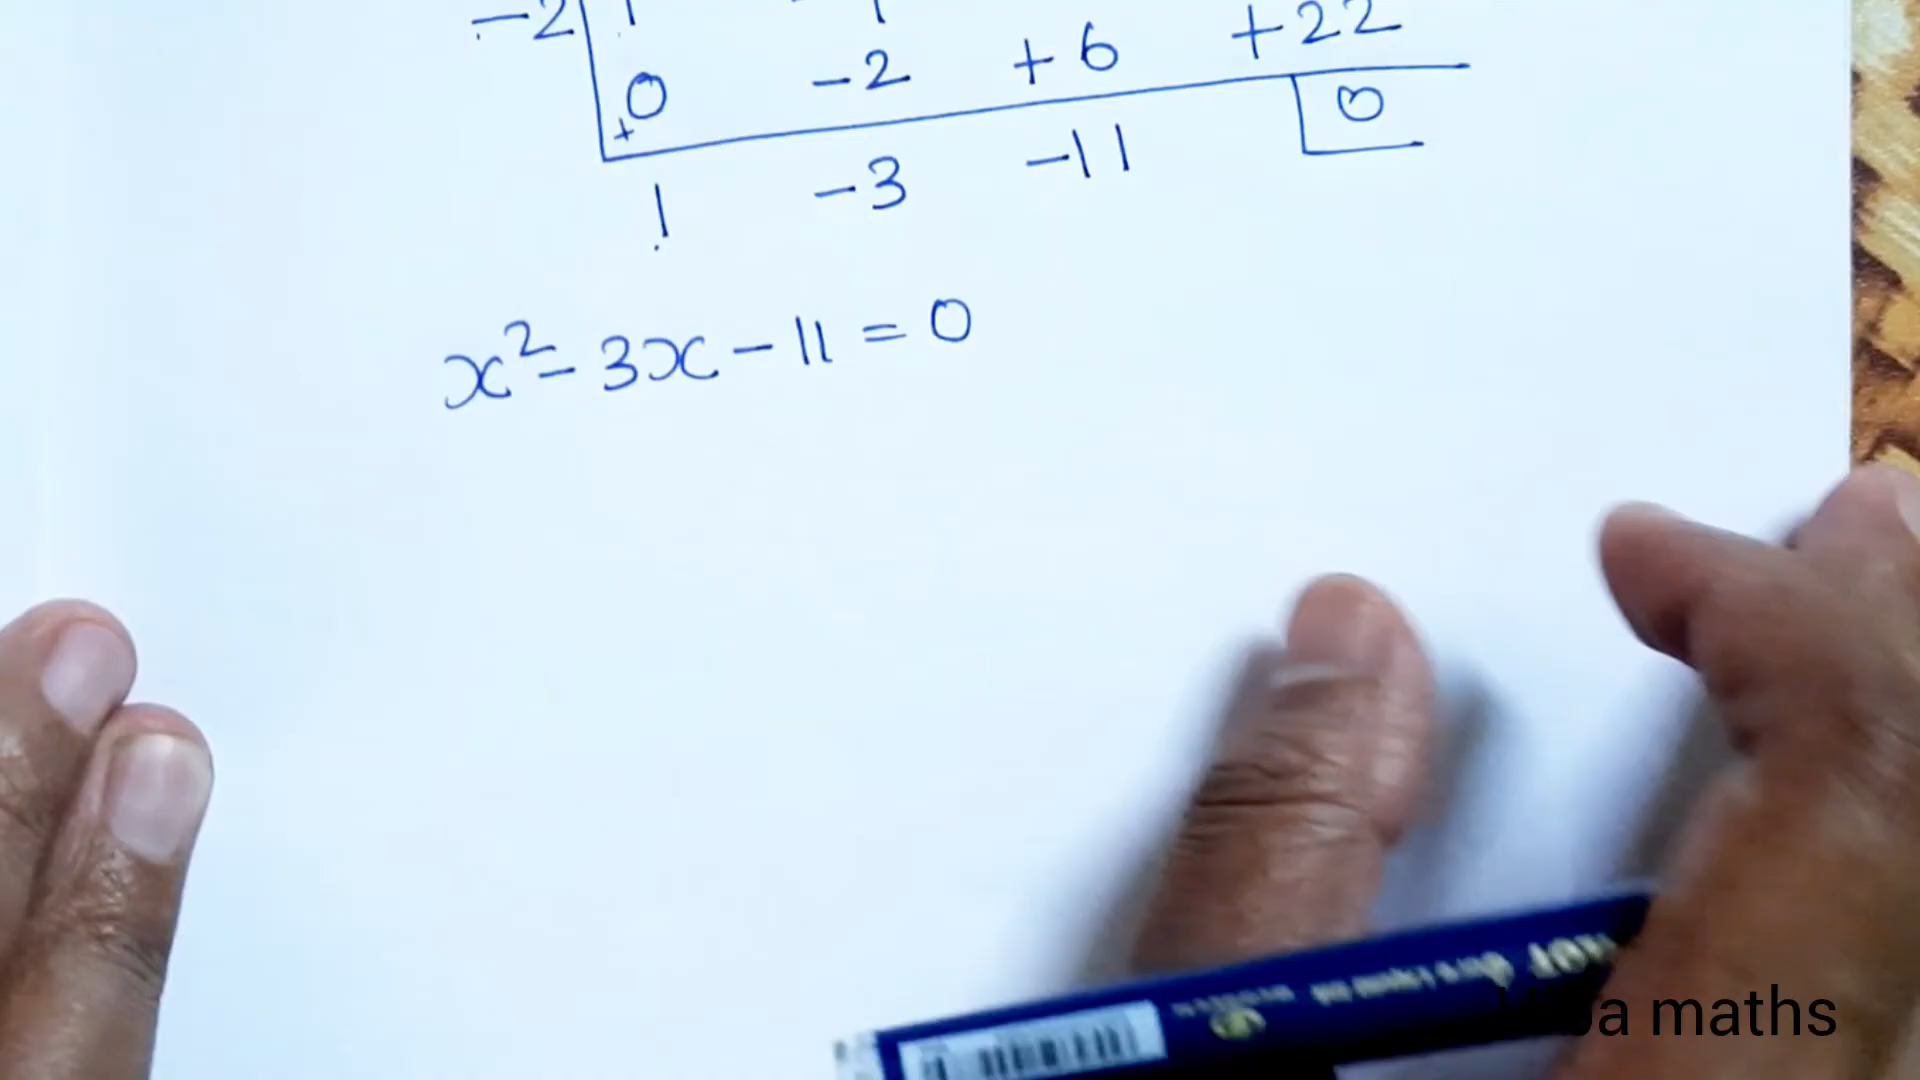 -2 1 -1
0 -2 +6 +22
+
1 -3 -11 0
x² - 3x - 11 = 0
maths